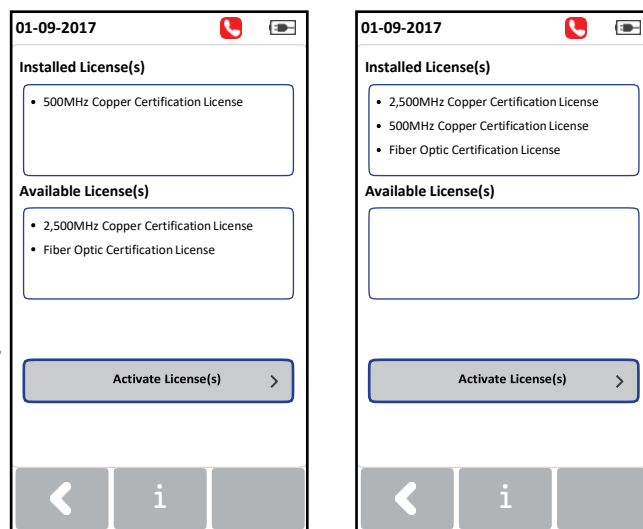 01-09-2017
Installed License(s)
• 500MHz Copper Certification License
Available License(s)
• 2,500MHz Copper Certification License
• Fiber Optic Certification License
Activate License(s)
i
01-09-2017
Installed License(s)
• 2,500MHz Copper Certification License
• 500MHz Copper Certification License
• Fiber Optic Certification License
Available License(s)
Activate License(s)
i